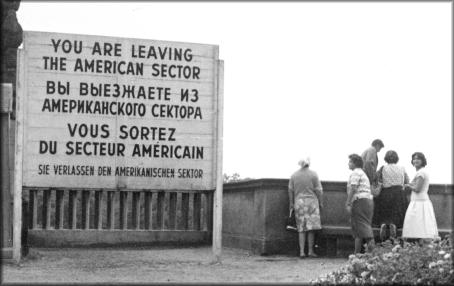 YOU ARE LEAVING
THE AMERICAN SECTOR
ВЫ ВЫЕЗЖАЕТЕ ИЗ
АМЕРИКАНСКОГО СЕКТОРА
VOUS SORTEZ
DU SECTEUR AMÉRICAIN
SIE VERLASSEN DEN AMERIKANISCHEN SEKTOR